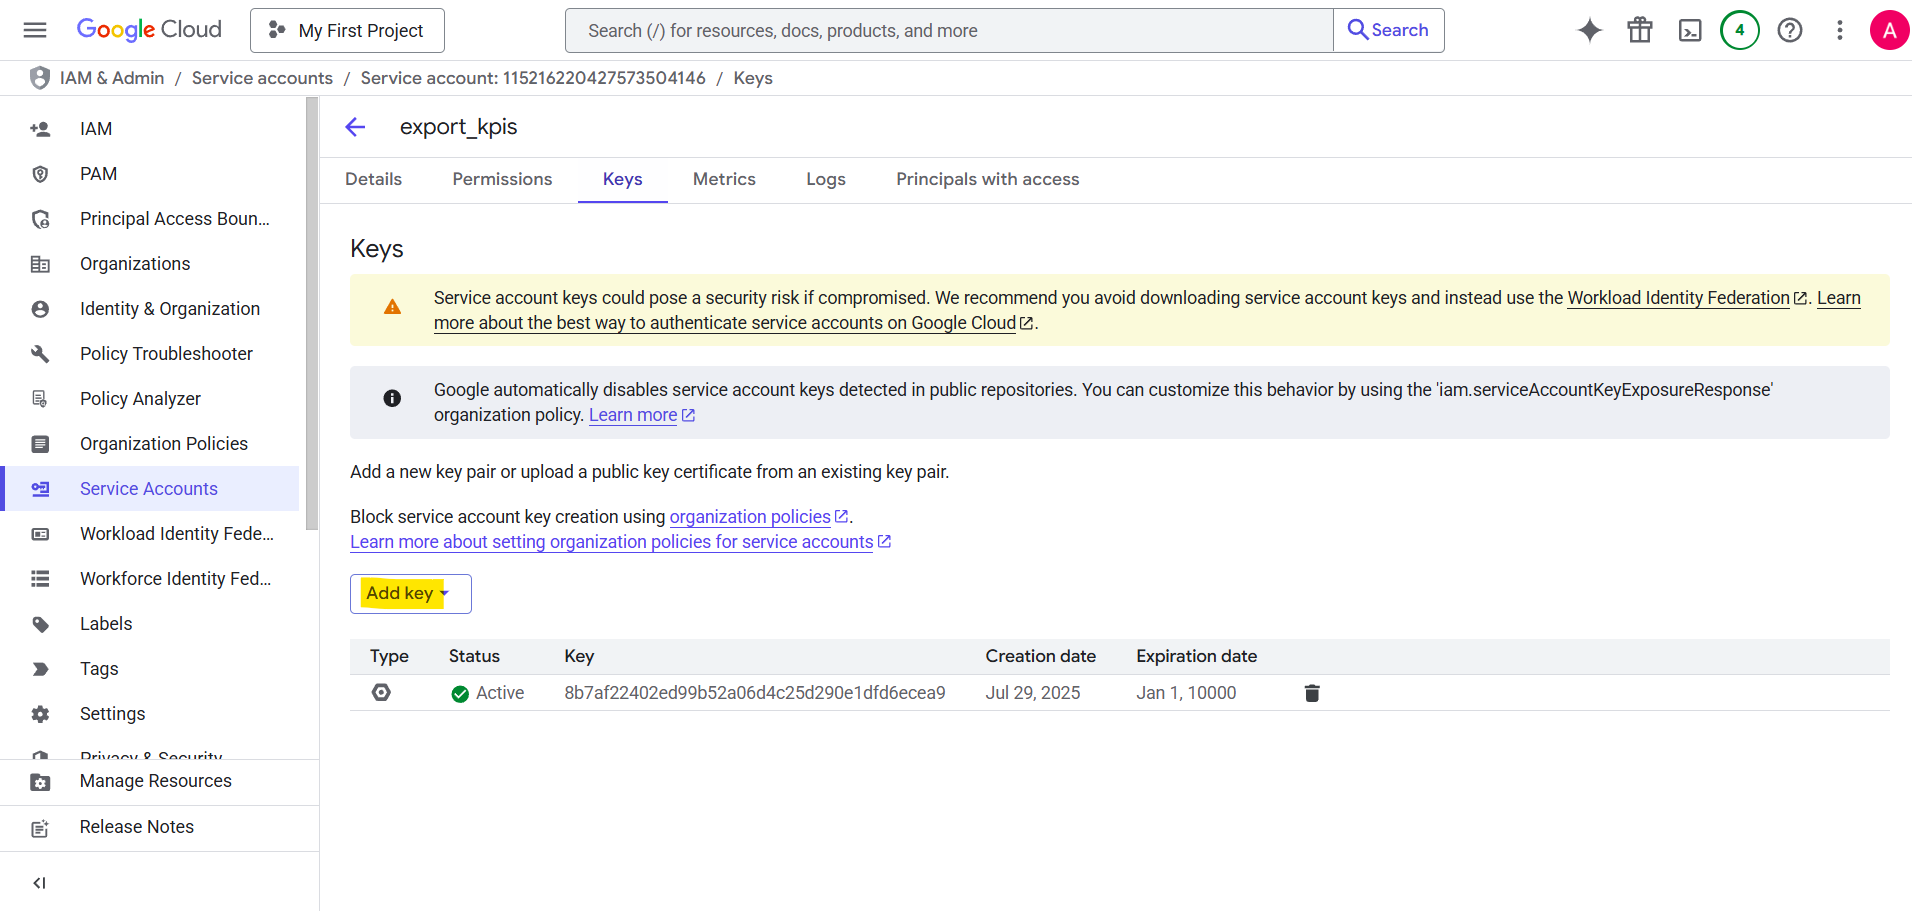 Google Cloud
My First Project
Search (/) for resources, docs, products, and more
Search
4
A
IAM & Admin / Service accounts / Service account: 115216220427573504146 / Keys
IAM
PAM
Principal Access Boun...
Organizations
Identity & Organization
Policy Troubleshooter
Policy Analyzer
Organization Policies
Service Accounts
Workload Identity Fede...
Workforce Identity Fed...
Labels
Tags
Settings
Privacy & Security
Manage Resources
Release Notes
export_kpis
Details Permissions Keys Metrics Logs Principals with access
Keys
Service account keys could pose a security risk if compromised. We recommend you avoid downloading service account keys and instead use the Workload Identity Federation. Learn
more about the best way to authenticate service accounts on Google Cloud.
Google automatically disables service account keys detected in public repositories. You can customize this behavior by using the 'iam.serviceAccountKeyExposureResponse'
organization policy. Learn more
Add a new key pair or upload a public key certificate from an existing key pair.
Block service account key creation using organization policies.
Learn more about setting organization policies for service accounts
Add key
Type Status Key Creation date Expiration date
Active 8b7af22402ed99b52a06d4c25d290e1dfd6ecea9 Jul 29, 2025 Jan 1, 10000